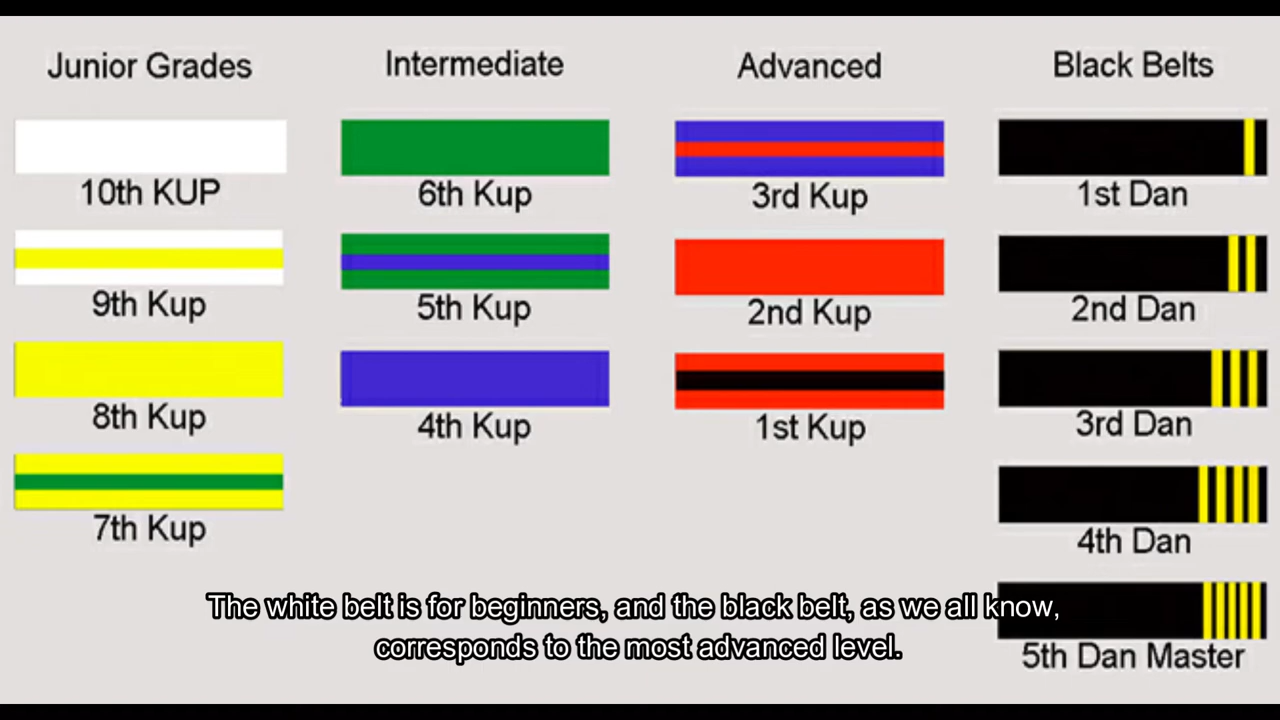 Junior Grades
Intermediate
Advanced
Black Belts
10th KUP
6th Kup
3rd Kup
1st Dan
9th Kup
5th Kup
2nd Kup
2nd Dan
8th Kup
4th Kup
1st Kup
3rd Dan
7th Kup
4th Dan
The white belt is for beginners, and the black belt, as we all know,
corresponds to the most advanced level.
5th Dan Master